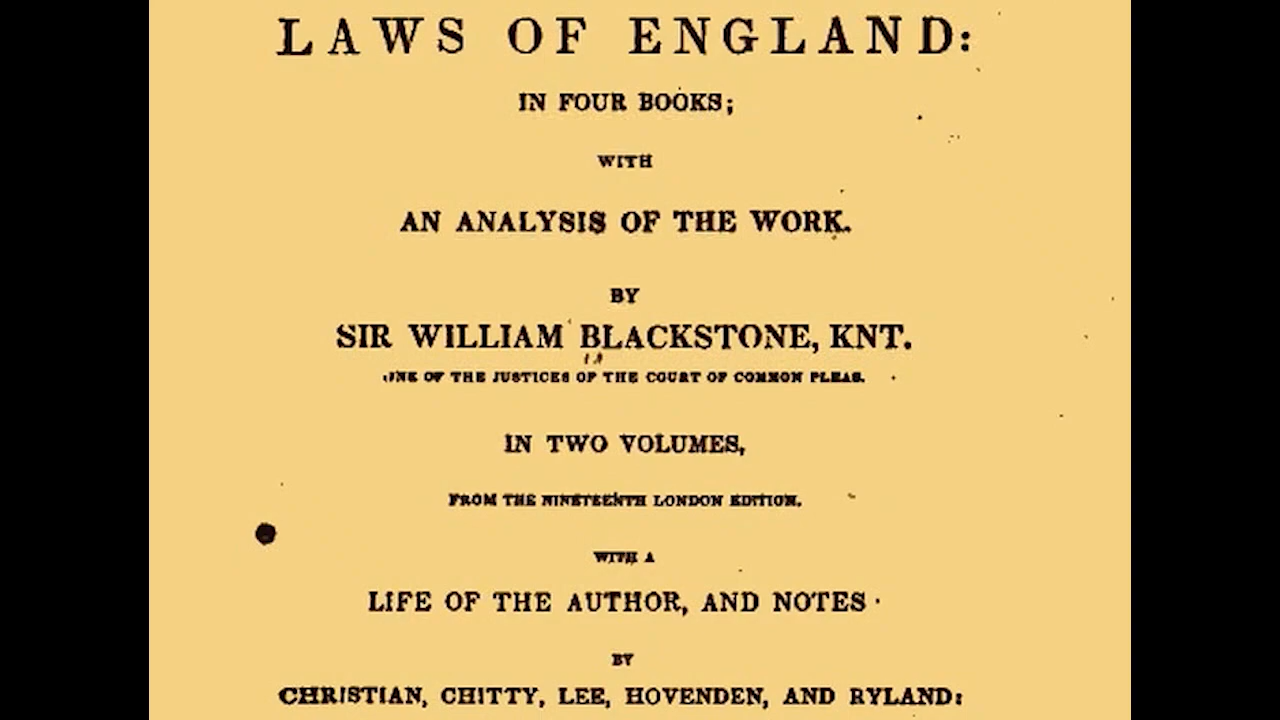 LAWS OF ENGLAND:
IN FOUR BOOKS;
WITH
AN ANALYSIS OF THE WORK.
BY
SIR WILLIAM BLACKSTONE, KNT.
ONE OF THE JUSTICES OF THE COURT OF COMMON PLEAS.
IN TWO VOLUMES,
FROM THE NINETEENTH LONDON EDITION.
WITH A
LIFE OF THE AUTHOR, AND NOTES
BY
CHRISTIAN, CHITTY, LEE, HOVENDEN, AND RYLAND: